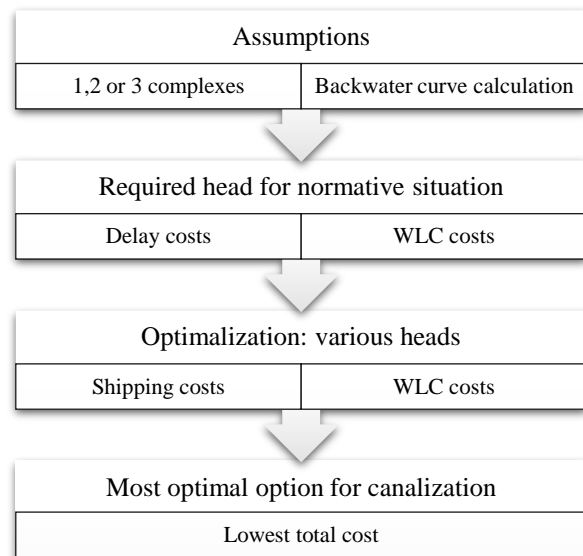 Assumptions
1,2 or 3 complexes
Backwater curve calculation
Required head for normative situation
Delay costs
WLC costs
Optimalization: various heads
Shipping costs
WLC costs
Most optimal option for canalization
Lowest total cost